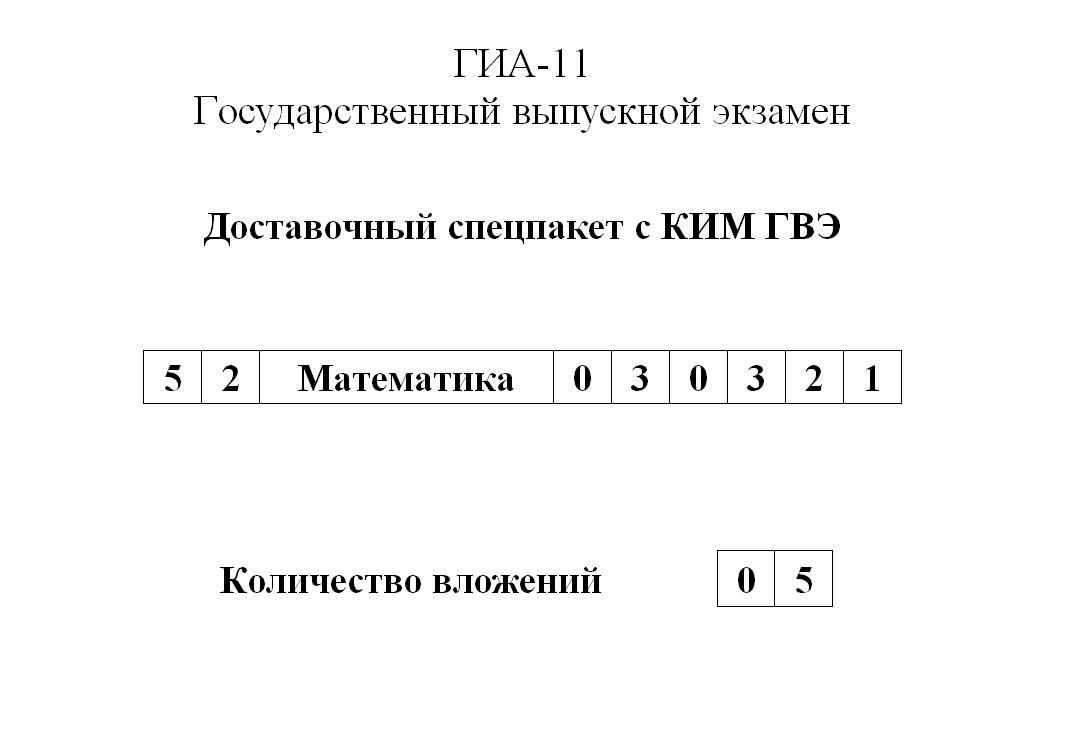 ГИА-11
Государственный выпускной экзамен
Доставочный спецпакет с КИМ ГВЭ
5 2 Математика 0 3 0 3 2 1
Количество вложений 0 5